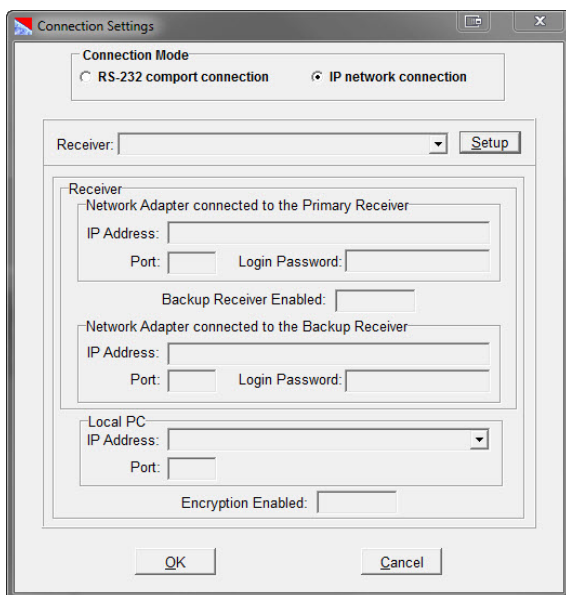 Connection Settings
Connection Mode
RS-232 comport connection IP network connection
Receiver: Setup
Receiver
Network Adapter connected to the Primary Receiver
IP Address:
Port: Login Password:
Backup Receiver Enabled:
Network Adapter connected to the Backup Receiver
IP Address:
Port: Login Password:
Local PC
IP Address:
Port:
Encryption Enabled:
OK Cancel